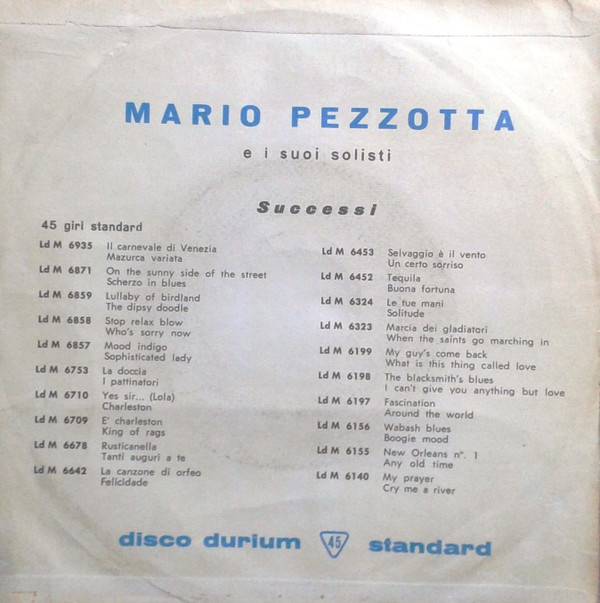 MARIO PEZZOTTA
e i suoi solisti
Successi
45 giri standard
Ld M 6935 Il carnevale di Venezia
Mazurca variata
Ld M 6871 On the sunny side of the street
Scherzo in blues
Ld M 6859 Lullaby of birdland
The dipsy doodle
Ld M 6858 Stop relax blow
Who's sorry now
Ld M 6857 Mood indigo
Sophisticated lady
Ld M 6753 La doccia
I pattinatori
Ld M 6710 Yes sir... (Lola)
Charleston
Ld M 6709 E' charleston
King of rags
Ld M 6678 Rusticanella
Tanti auguri a te
Ld M 6642 La canzone di orfeo
Felicidade
Ld M 6453 Selvaggio è il vento
Un certo sorriso
Ld M 6452 Tequila
Buona fortuna
Ld M 6324 Le tue mani
Solitude
Ld M 6323 Marcia dei gladiatori
When the saints go marching in
Ld M 6199 My guy's come back
What is this thing called love
Ld M 6198 The blacksmith's blues
I can't give you anything but love
Ld M 6197 Fascination
Around the world
Ld M 6156 Wabash blues
Boogie mood
Ld M 6155 New Orleans n°. 1
Any old time
Ld M 6140 My prayer
Cry me a river
disco durium 45 standard